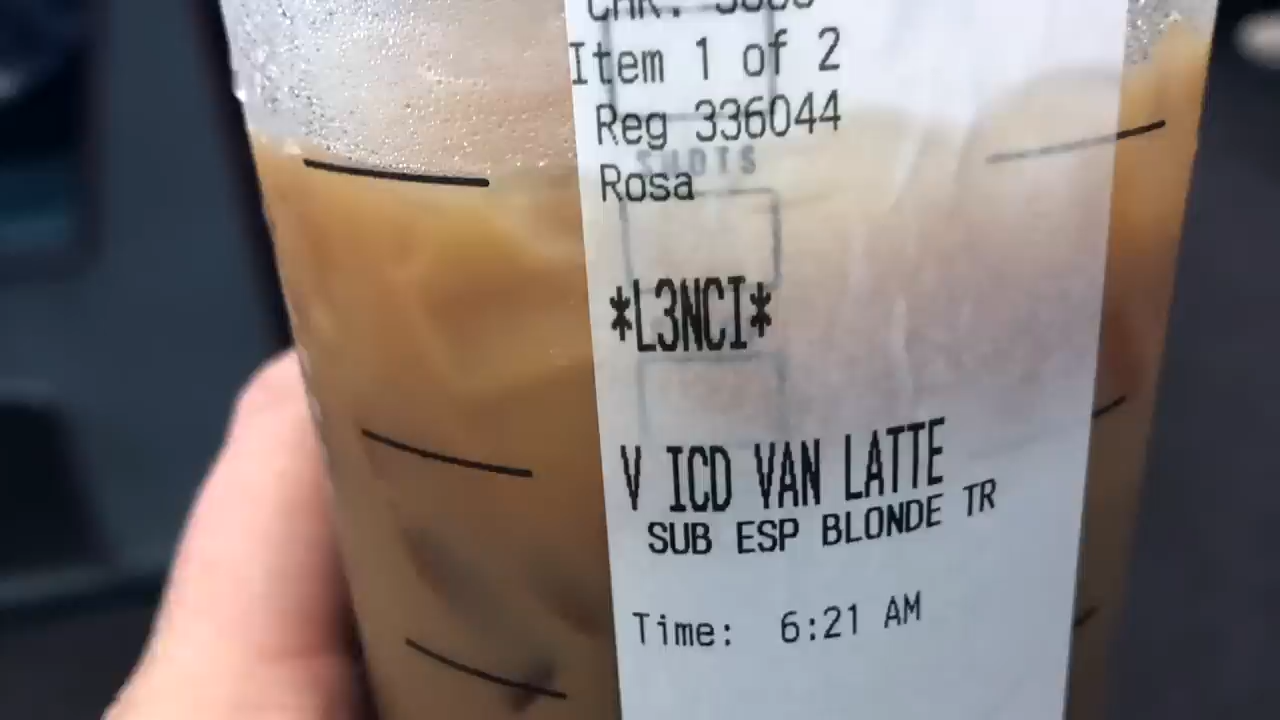 Item 1 of 2
Reg 336044
SHOTS
Rosa
*L3NCI*
V ICD VAN LATTE
SUB ESP BLONDE TR
Time: 6:21 AM